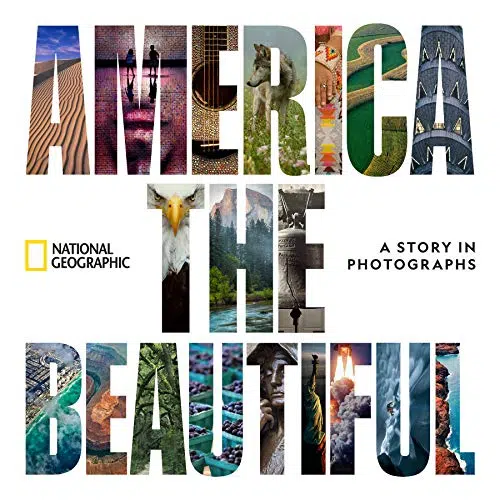 AMERICA
THE
NATIONAL
GEOGRAPHIC
A STORY IN
PHOTOGRAPHS
BEAUTIFUL